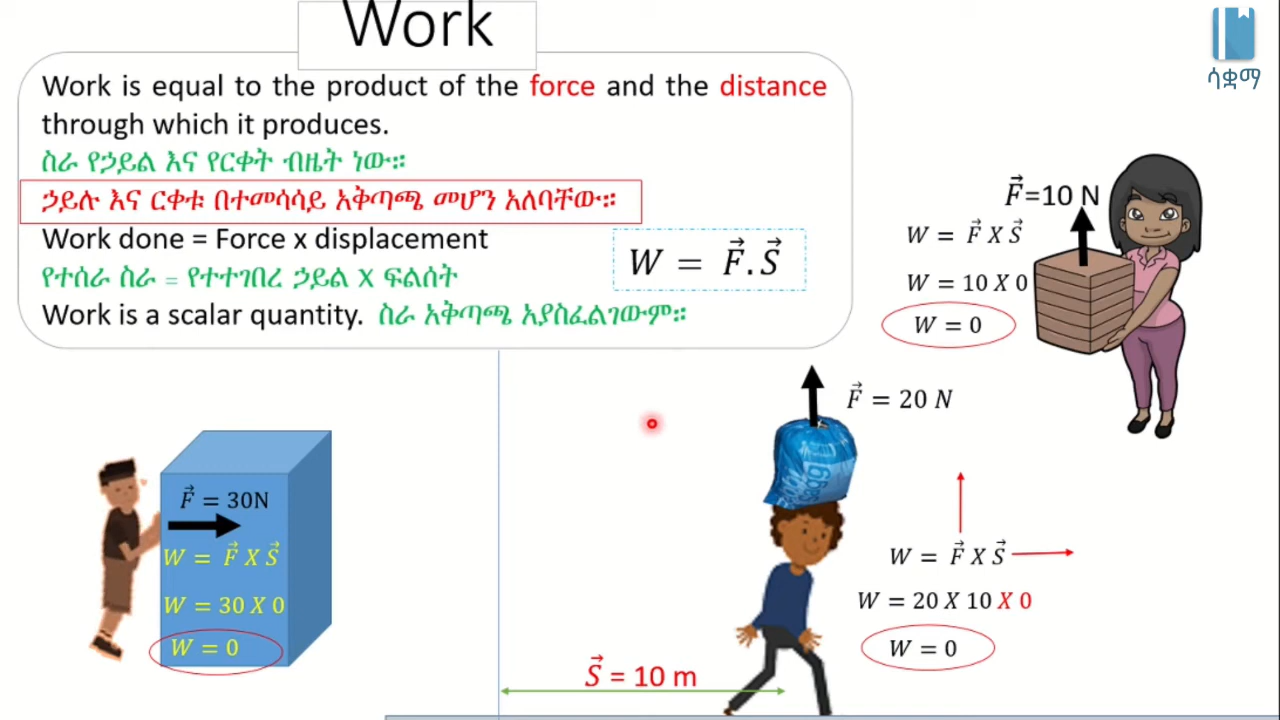 Work
ሳቋማ
Work is equal to the product of the force and the distance
through which it produces.
ስራ የኃይል እና የርቀት ብዜት ነው።
ኃይሉ እና ርቀቱ በተመሳሳይ አቅጣጫ መሆን አለባቸው።
Work done = Force x displacement
የተሰራ ስራ = የተተገበረ ኃይል X ፍልሰት
W = F⃗.S⃗
Work is a scalar quantity. ስራ አቅጣጫ አያስፈልገውም።
F⃗=10 N
W = F⃗ X S⃗
W = 10 X 0
W = 0
F⃗ = 20 N
W = F⃗ X S⃗
W = 20 X 10 X 0
W = 0
S⃗ = 10 m
F⃗ = 30N
W = F⃗ X S⃗
W = 30 X 0
W = 0